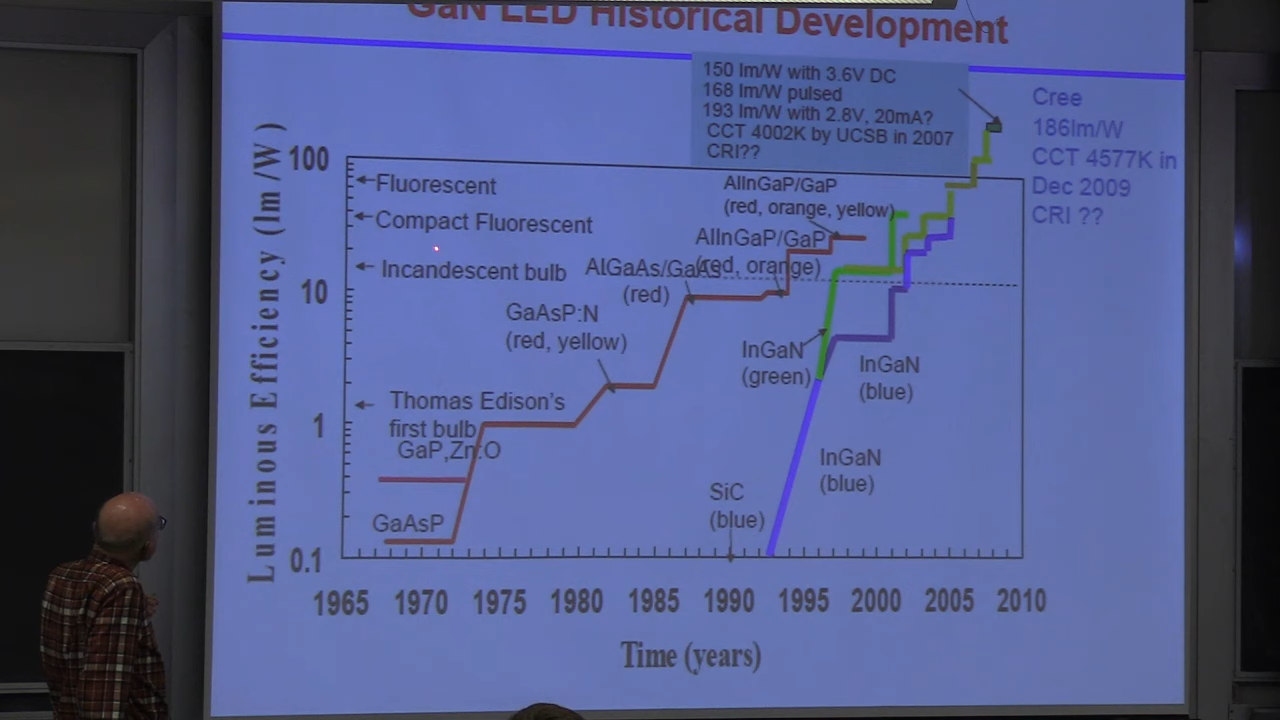 GaN LED Historical Development
150 lm/W with 3.6V DC
168 lm/W pulsed
193 lm/W with 2.8V, 20mA?
CCT 4002K by UCSB in 2007
CRI??
Cree
186lm/W
CCT 4577K in
Dec 2009
CRI ??
Luminous Efficiency (lm/W)
100
10
1
0.1
Fluorescent
Compact Fluorescent
Incandescent bulb
AlInGaP/GaP
(red, orange, yellow)
AlInGaP/GaP
(red, orange)
AlGaAs/GaAs
(red)
GaAsP:N
(red, yellow)
InGaN
(green)
InGaN
(blue)
Thomas Edison's
first bulb
GaP,Zn:O
InGaN
(blue)
SiC
(blue)
GaAsP
1965 1970 1975 1980 1985 1990 1995 2000 2005 2010
Time (years)